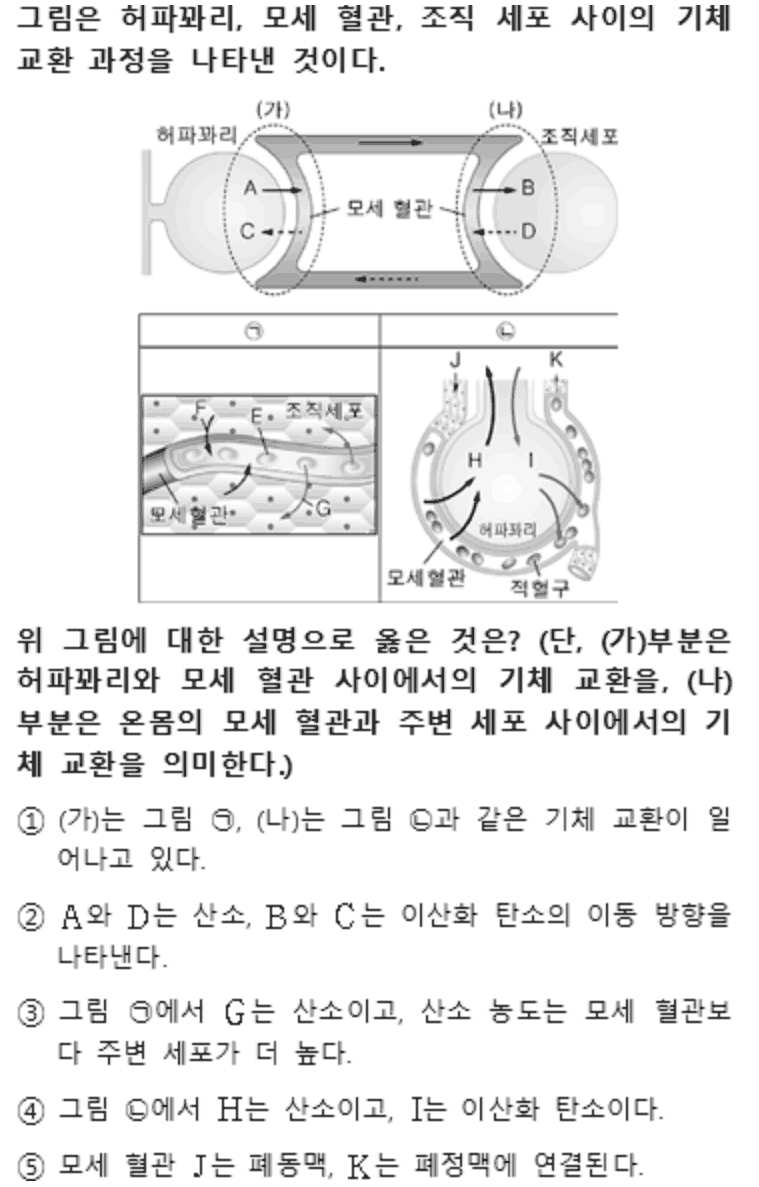 그림은 허파꽈리, 모세 혈관, 조직 세포 사이의 기체
교환 과정을 나타낸 것이다.
(가) (나)
허파꽈리 조직세포
A B
모세 혈관
C D
㉠ ㉡
J K
F E 조직세포
H I
G
모세혈관 허파꽈리
모세혈관 적혈구
위 그림에 대한 설명으로 옳은 것은? (단, (가)부분은
허파꽈리와 모세 혈관 사이에서의 기체 교환을, (나)
부분은 온몸의 모세 혈관과 주변 세포 사이에서의 기
체 교환을 의미한다.)
① (가)는 그림 ㉠, (나)는 그림 ㉡과 같은 기체 교환이 일
어나고 있다.
② A와 D는 산소, B와 C는 이산화 탄소의 이동 방향을
나타낸다.
③ 그림 ㉠에서 G는 산소이고, 산소 농도는 모세 혈관보
다 주변 세포가 더 높다.
④ 그림 ㉡에서 H는 산소이고, I는 이산화 탄소이다.
⑤ 모세 혈관 J는 폐동맥, K는 폐정맥에 연결된다.